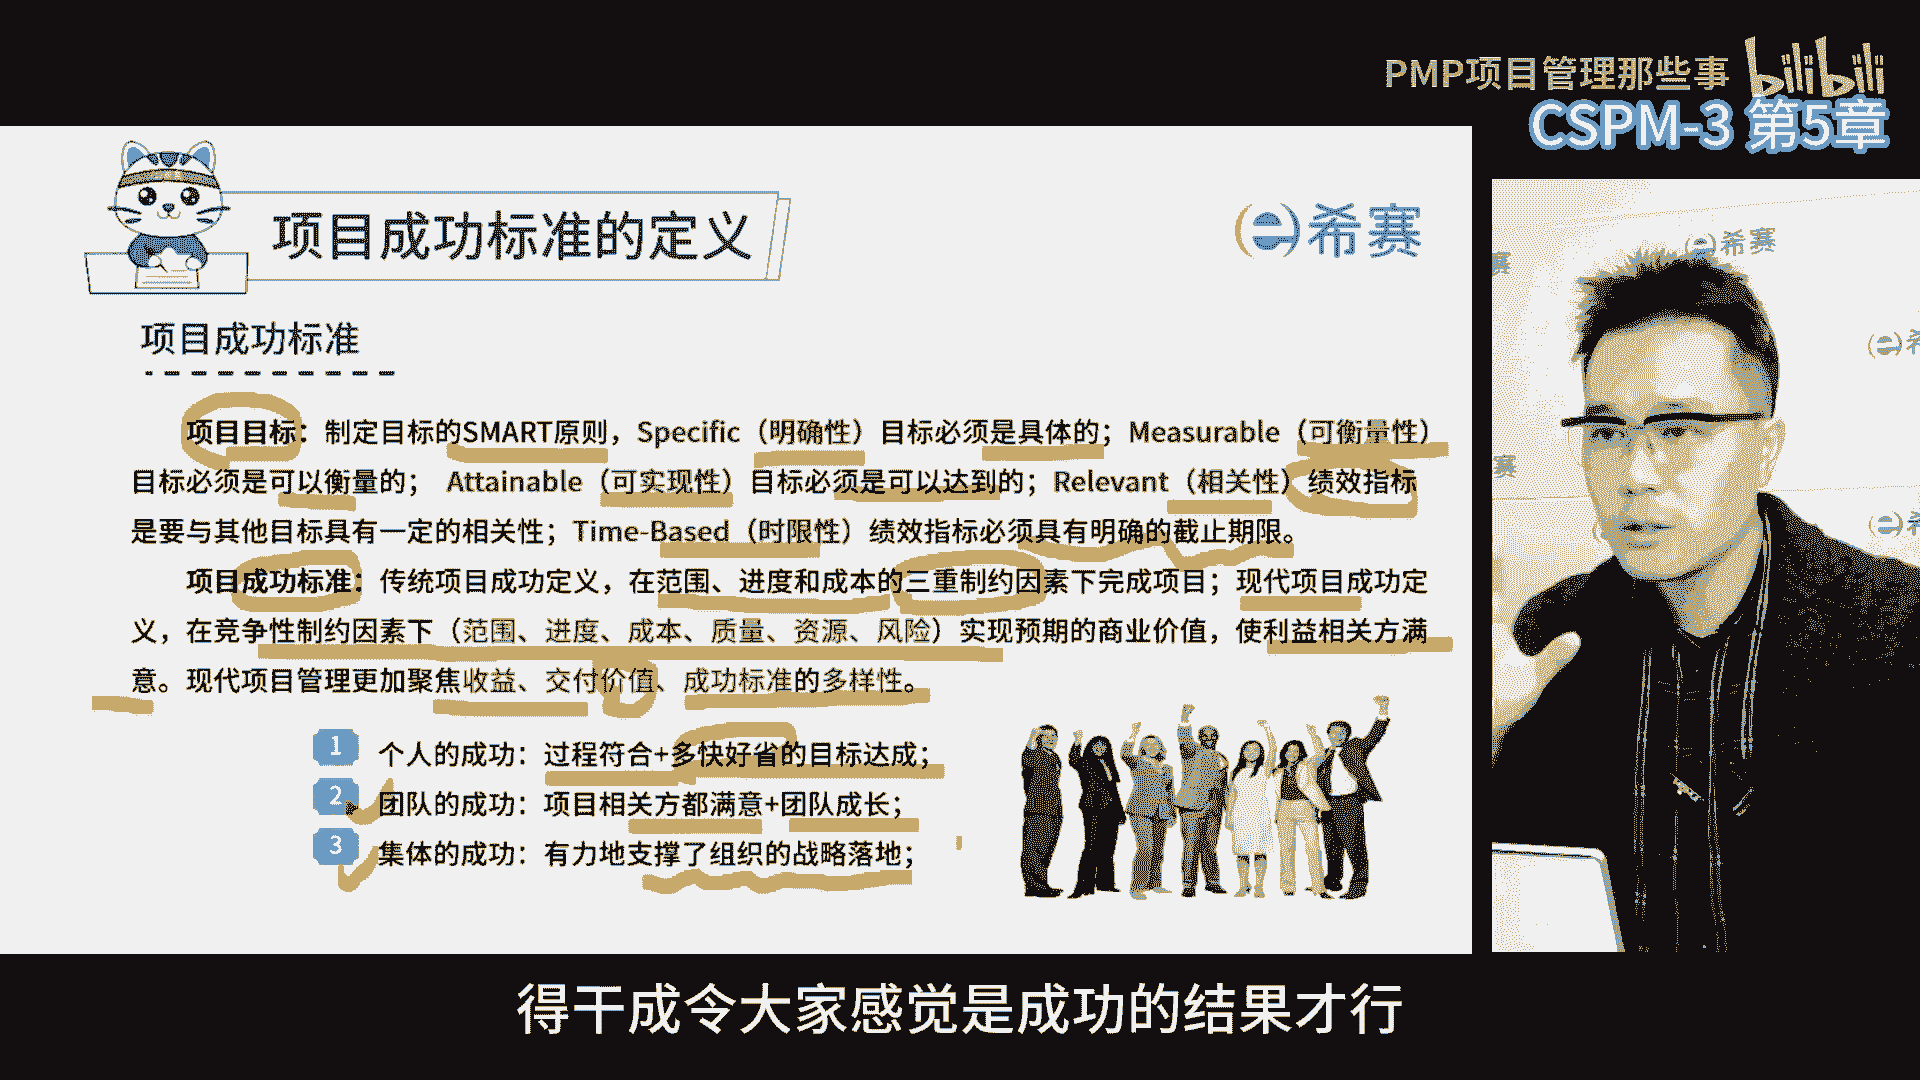 PMP项目管理那些事 bilibili
CSPM-3 第5章
项目成功标准的定义
希赛
项目成功标准
项目目标：制定目标的SMART原则，Specific（明确性）目标必须是具体的；Measurable（可衡量性）
目标必须是可以衡量的； Attainable（可实现性）目标必须是可以达到的；Relevant（相关性）绩效指标
是要与其他目标具有一定的相关性；Time-Based（时限性）绩效指标必须具有明确的截止期限。
项目成功标准：传统项目成功定义，在范围、进度和成本的三重制约因素下完成项目；现代项目成功定
义，在竞争性制约因素下（范围、进度、成本、质量、资源、风险）实现预期的商业价值，使利益相关方满
意。现代项目管理更加聚焦收益、交付价值、成功标准的多样性。
1 个人的成功：过程符合+多快好省的目标达成；
2 团队的成功：项目相关方都满意+团队成长；
3 集体的成功：有力地支撑了组织的战略落地；
希赛
赛
希
赛
希
得干成令大家感觉是成功的结果才行